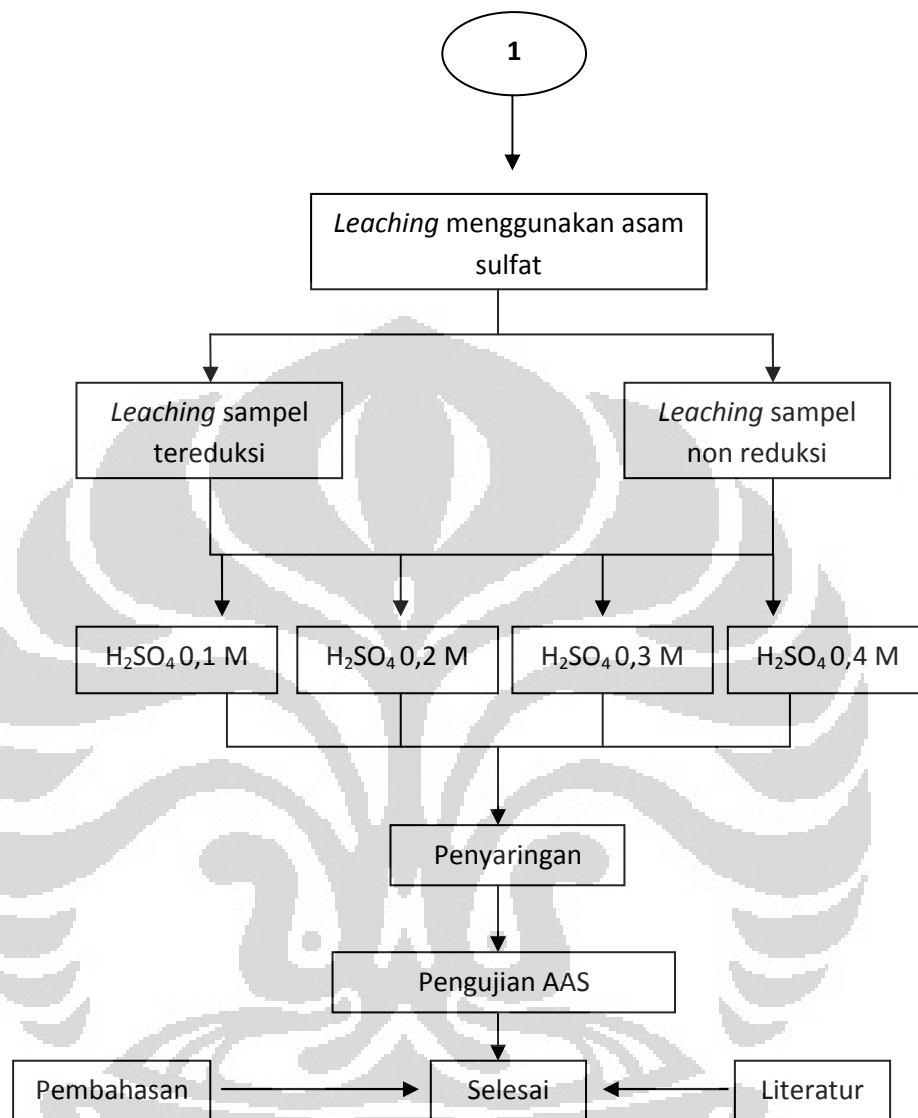 1
Leaching menggunakan asam
sulfat
Leaching sampel
tereduksi
Leaching sampel
non reduksi
H₂SO₄ 0,1 M
H₂SO₄ 0,2 M
H₂SO₄ 0,3 M
H₂SO₄ 0,4 M
Penyaringan
Pengujian AAS
Pembahasan
Selesai
Literatur